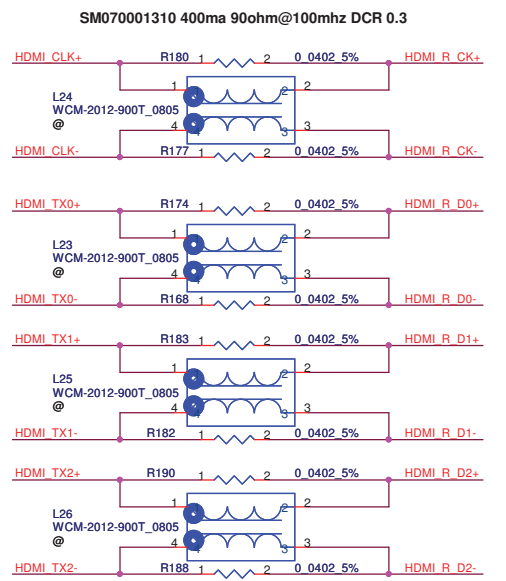 SM070001310 400ma 90ohm@100mhz DCR 0.3
HDMI_CLK+ R180 1 2 0_0402_5% HDMI_R_CK+
1 2 2
L24
WCM-2012-900T_0805
@
4 4 3 3
HDMI_CLK- R177 1 2 0_0402_5% HDMI_R_CK-
HDMI_TX0+ R174 1 2 0_0402_5% HDMI_R_D0+
1 2 2
L23
WCM-2012-900T_0805
@
4 4 3 3
HDMI_TX0- R168 1 2 0_0402_5% HDMI_R_D0-
HDMI_TX1+ R183 1 2 0_0402_5% HDMI_R_D1+
1 2 2
L25
WCM-2012-900T_0805
@
4 4 3 3
HDMI_TX1- R182 1 2 0_0402_5% HDMI_R_D1-
HDMI_TX2+ R190 1 2 0_0402_5% HDMI_R_D2+
1 2 2
L26
WCM-2012-900T_0805
@
4 4 3 3
HDMI_TX2- R188 1 2 0_0402_5% HDMI_R_D2-